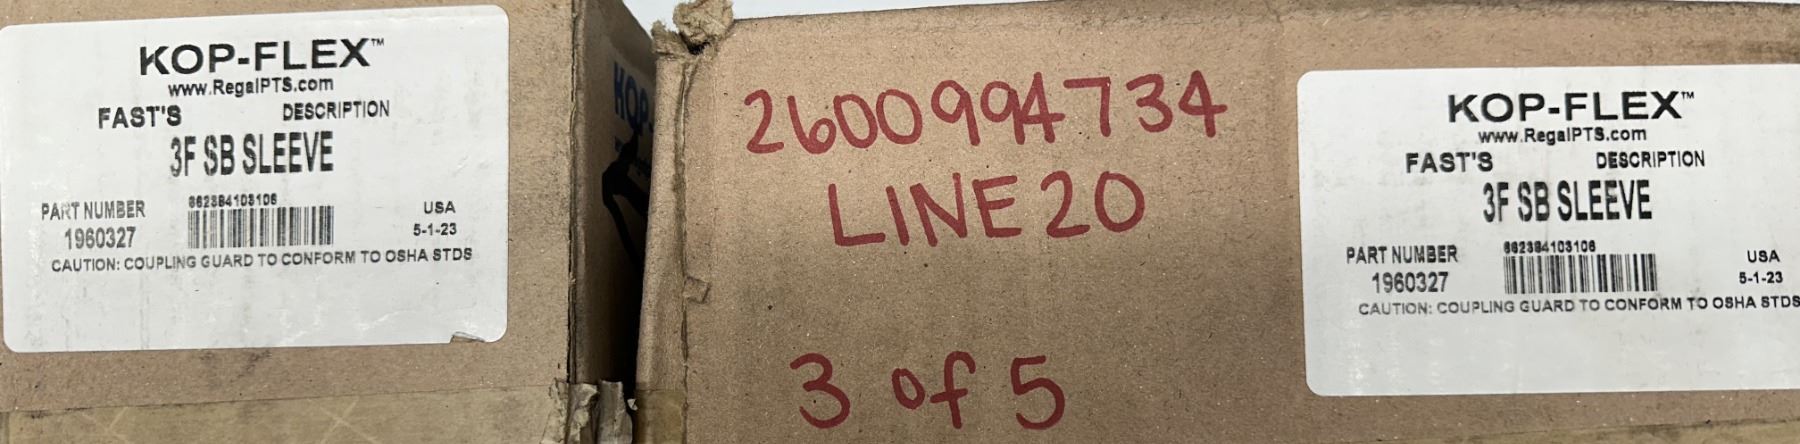 KOP-FLEX™
www.RegalPTS.com
FAST'S DESCRIPTION
3F SB SLEEVE
PART NUMBER 662384103106 USA
1960327 5-1-23
CAUTION: COUPLING GUARD TO CONFORM TO OSHA STDS
KOP-
2600994734
LINE 20
3 of 5
KOP-FLEX™
www.RegalPTS.com
FAST'S DESCRIPTION
3F SB SLEEVE
PART NUMBER 662384103106 USA
1960327 5-1-23
CAUTION: COUPLING GUARD TO CONFORM TO OSHA STDS